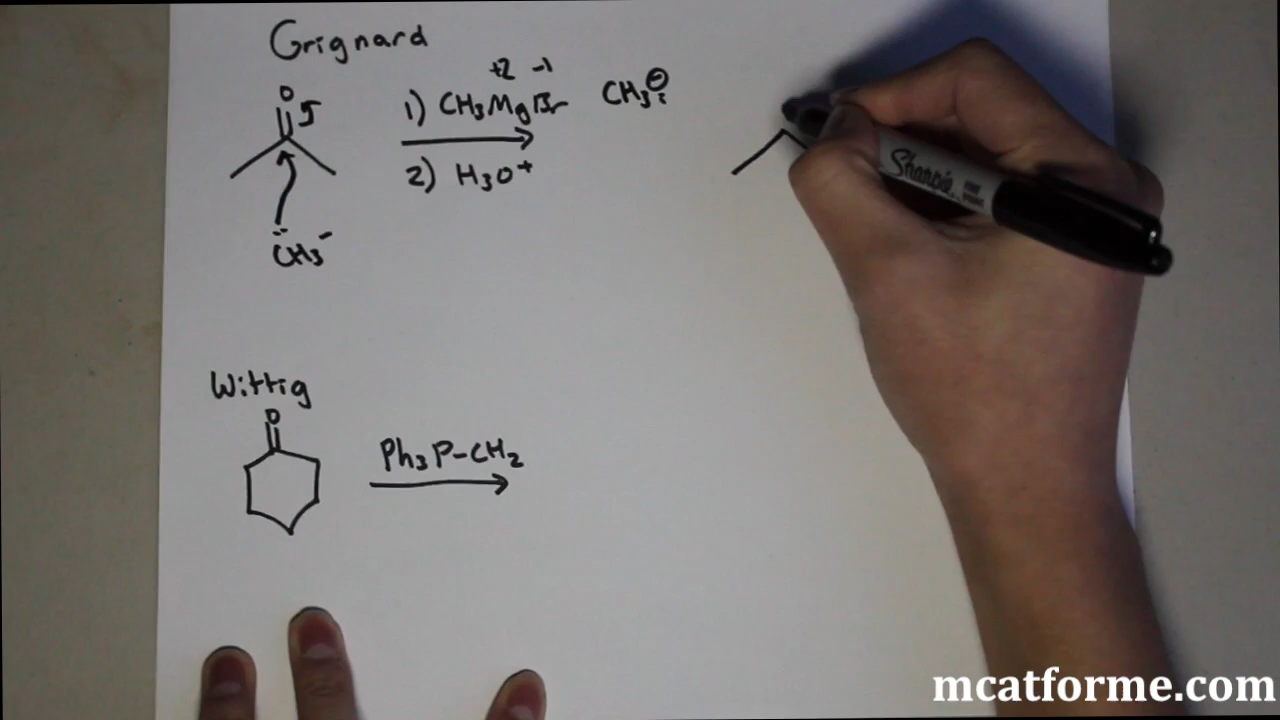 Grignard
+2 -1
O
1) CH₃MgBr
CH₃:⊖
2) H₃O⁺
:CH₃⁻
Wittig
O
Ph₃P-CH₂
Sharpie
mcatforme.com